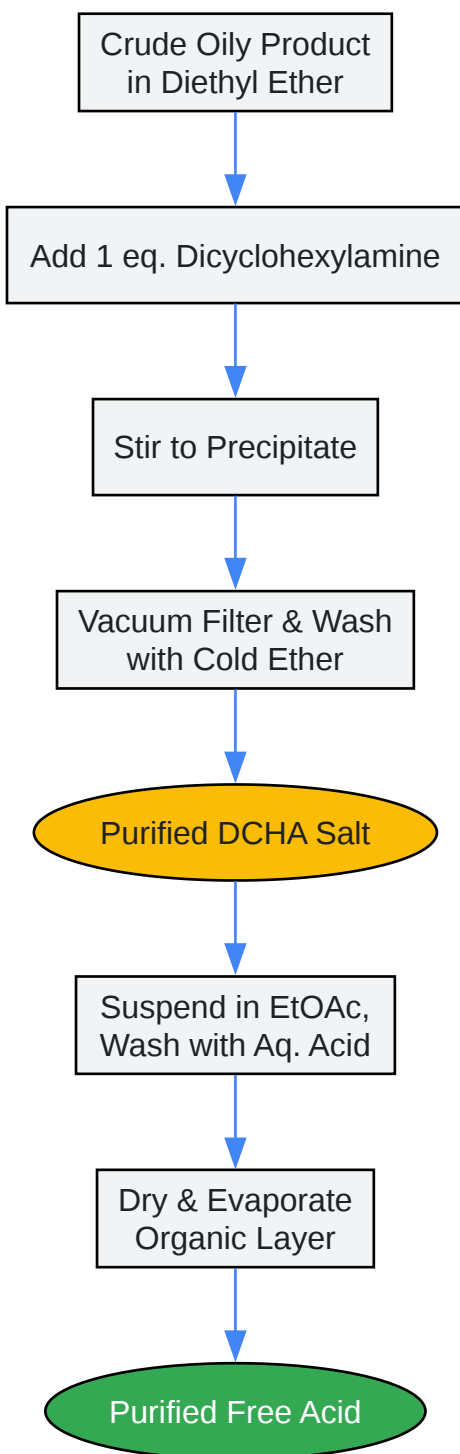 Crude Oily Product
in Diethyl Ether
Add 1 eq. Dicyclohexylamine
Stir to Precipitate
Vacuum Filter & Wash
with Cold Ether
Purified DCHA Salt
Suspend in EtOAc,
Wash with Aq. Acid
Dry & Evaporate
Organic Layer
Purified Free Acid